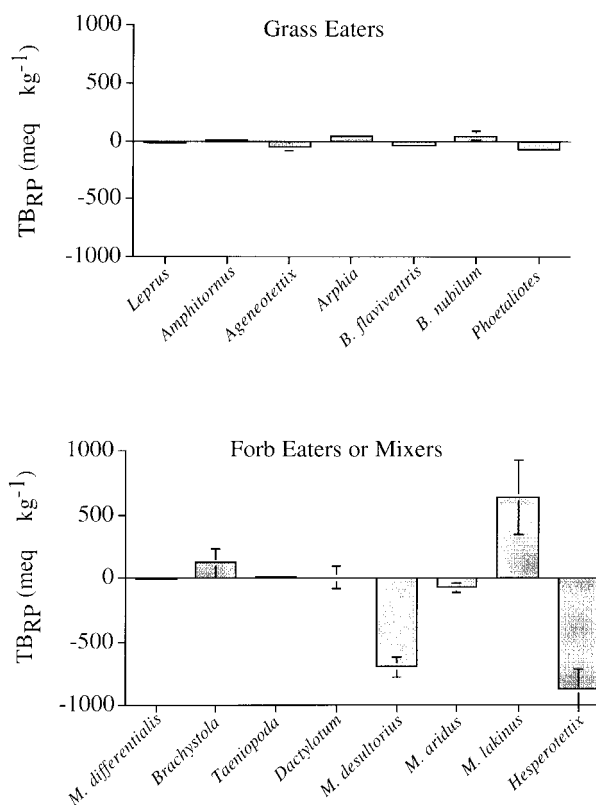 Grass Eaters
1000
500
0
-500
-1000
TBRP (meq kg-1)
Leprus
Amphitornus
Ageneotettix
Arphia
B. flaviventris
B. nubilum
Phoetaliotes
Forb Eaters or Mixers
1000
500
0
-500
-1000
TBRP (meq kg-1)
M. differentialis
Brachystola
Taeniopoda
Dactylotum
M. desultorius
M. aridus
M. lakinus
Hesperotettix